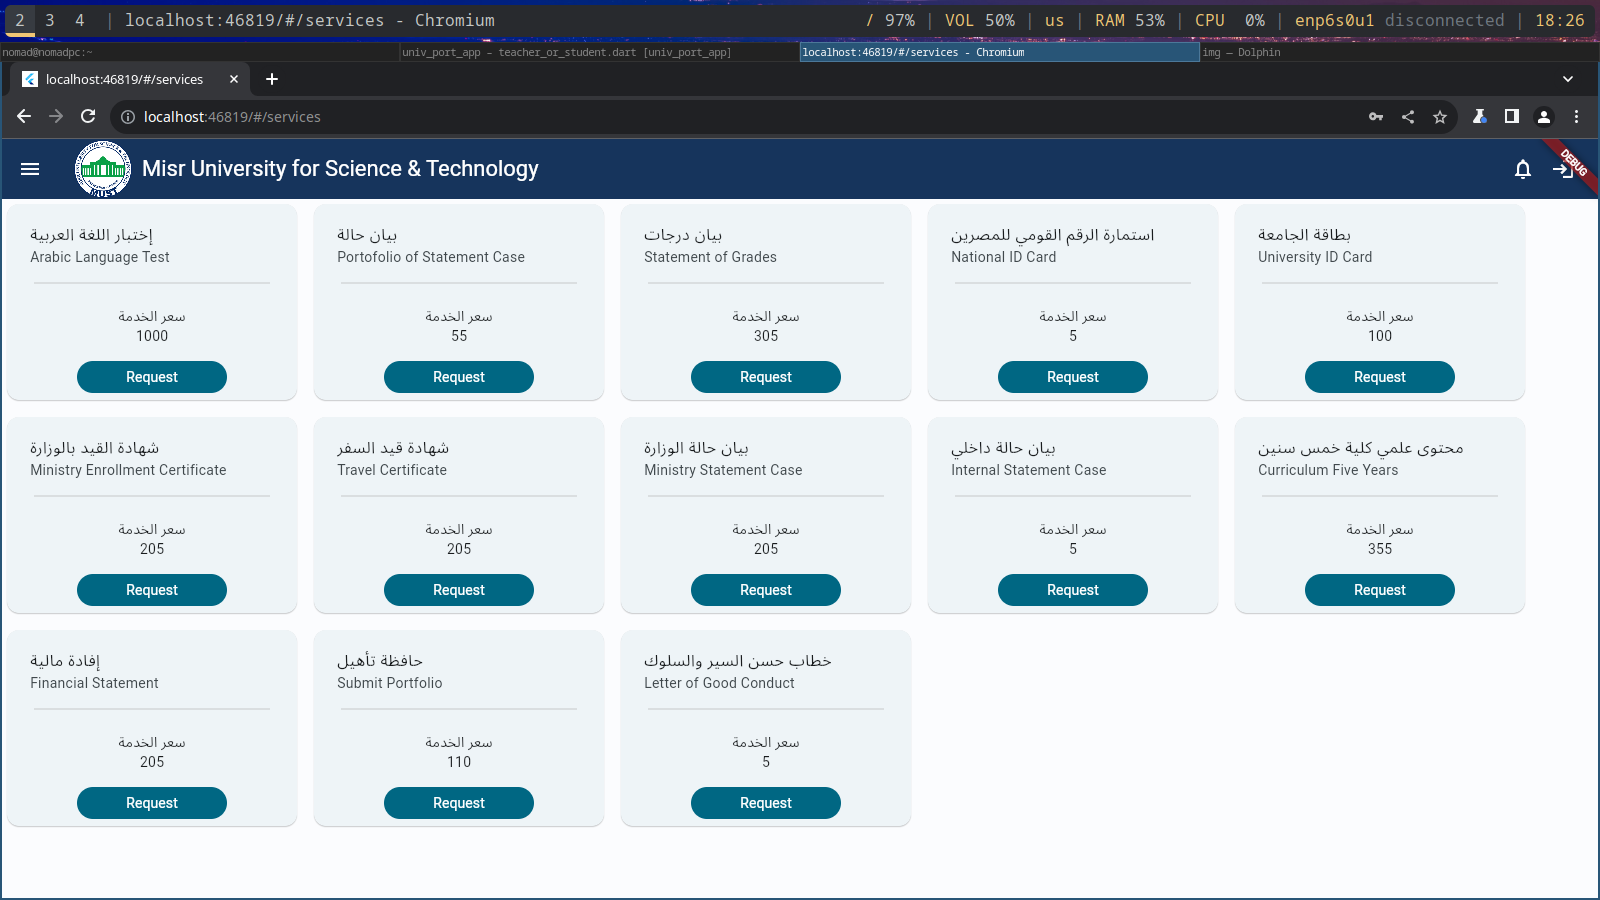 2 3 4 | localhost:46819/#/services - Chromium
/ 97% | VOL 50% | us | RAM 53% | CPU 0% | enp6s0u1 disconnected | 18:26
nomad@nomadpc:~
univ_port_app – teacher_or_student.dart [univ_port_app]
localhost:46819/#/services - Chromium
img — Dolphin
localhost:46819/#/services
localhost:46819/#/services
MUST
Misr University for Science & Technology
DEBUG
إختبار اللغة العربية
Arabic Language Test
سعر الخدمة
1000
Request
بيان حالة
Portofolio of Statement Case
سعر الخدمة
55
Request
بيان درجات
Statement of Grades
سعر الخدمة
305
Request
استمارة الرقم القومي للمصرين
National ID Card
سعر الخدمة
5
Request
بطاقة الجامعة
University ID Card
سعر الخدمة
100
Request
شهادة القيد بالوزارة
Ministry Enrollment Certificate
سعر الخدمة
205
Request
شهادة قيد السفر
Travel Certificate
سعر الخدمة
205
Request
بيان حالة الوزارة
Ministry Statement Case
سعر الخدمة
205
Request
بيان حالة داخلي
Internal Statement Case
سعر الخدمة
5
Request
محتوى علمي كلية خمس سنين
Curriculum Five Years
سعر الخدمة
355
Request
إفادة مالية
Financial Statement
سعر الخدمة
205
Request
حافظة تأهيل
Submit Portfolio
سعر الخدمة
110
Request
خطاب حسن السير والسلوك
Letter of Good Conduct
سعر الخدمة
5
Request